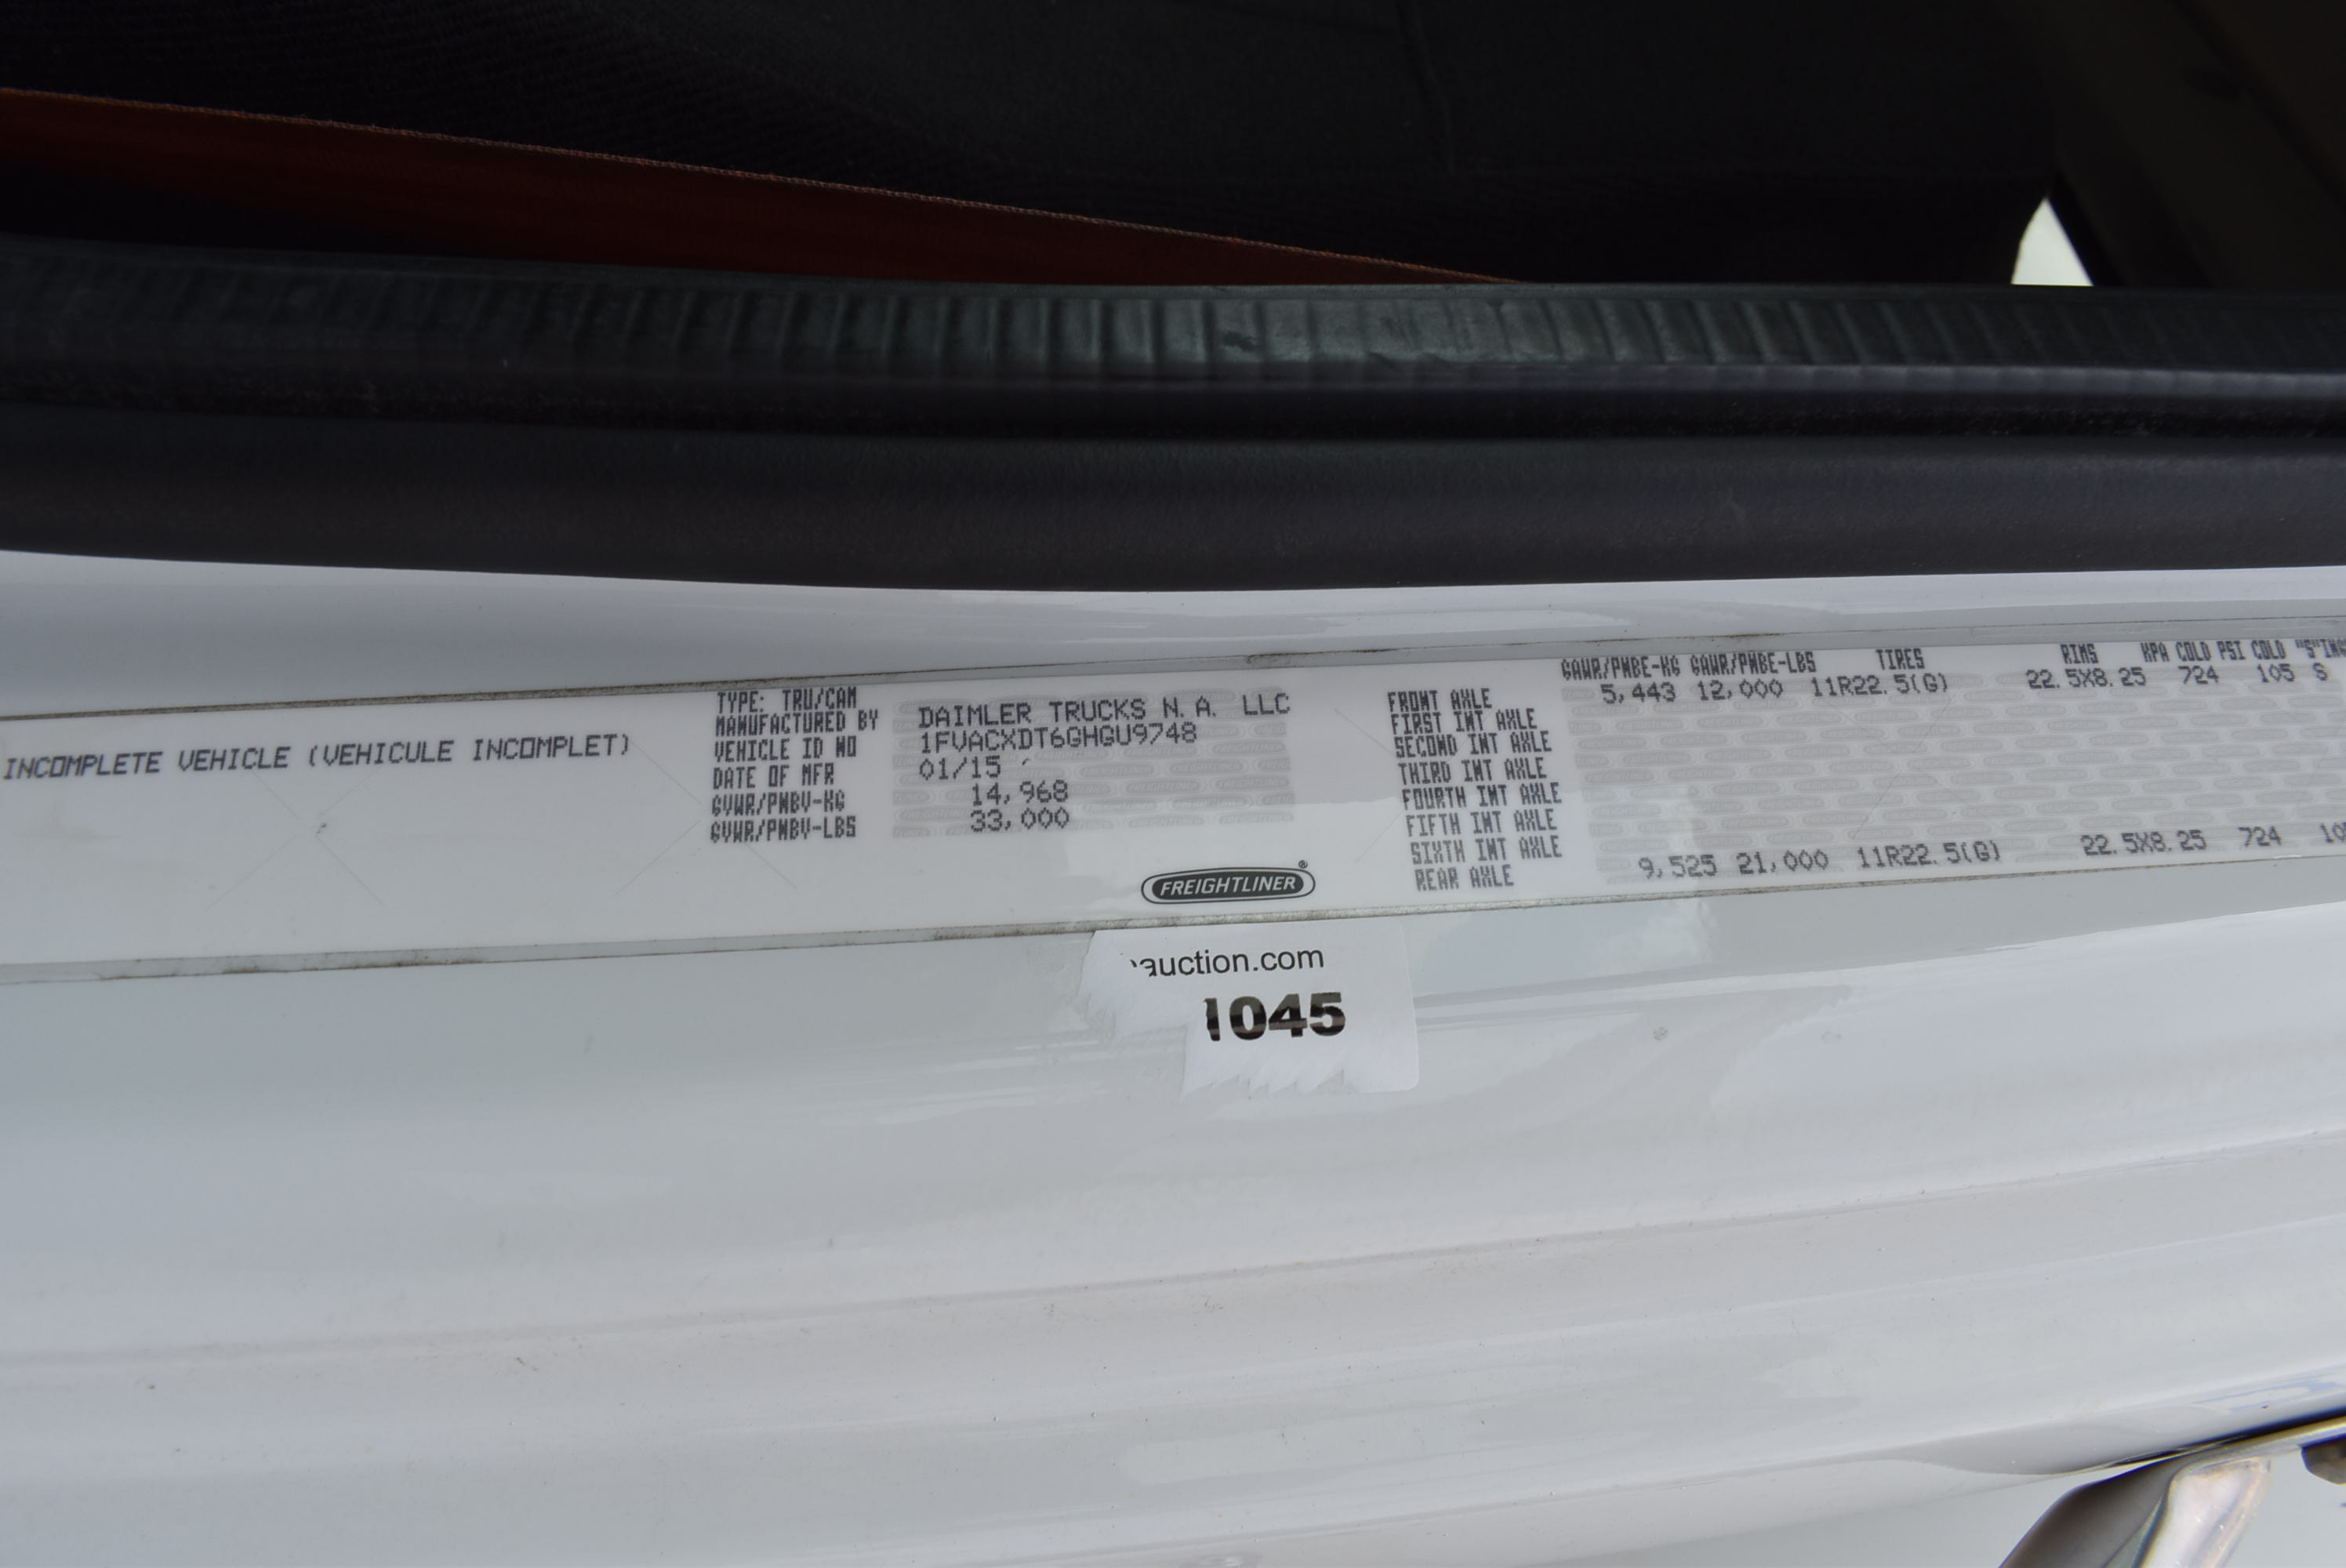 INCOMPLETE VEHICLE (VEHICULE INCOMPLET)
TYPE: TRU/CAM
MANUFACTURED BY DAIMLER TRUCKS N.A. LLC
VEHICLE ID NO 1FVACXDT6GHGU9748
DATE OF MFR 01/15
GVWR/PNBV-KG 14,968
GVWR/PNBV-LBS 33,000
FREIGHTLINER®
GAWR/PNBE-KG GAWR/PNBE-LBS TIRES RIMS KPA COLD PSI COLD
FRONT AXLE 5,443 12,000 11R22.5(G) 22.5X8.25 724 105 S
FIRST INT AXLE
SECOND INT AXLE
THIRD INT AXLE
FOURTH INT AXLE
FIFTH INT AXLE
SIXTH INT AXLE
REAR AXLE 9,525 21,000 11R22.5(G) 22.5X8.25 724
auction.com
1045